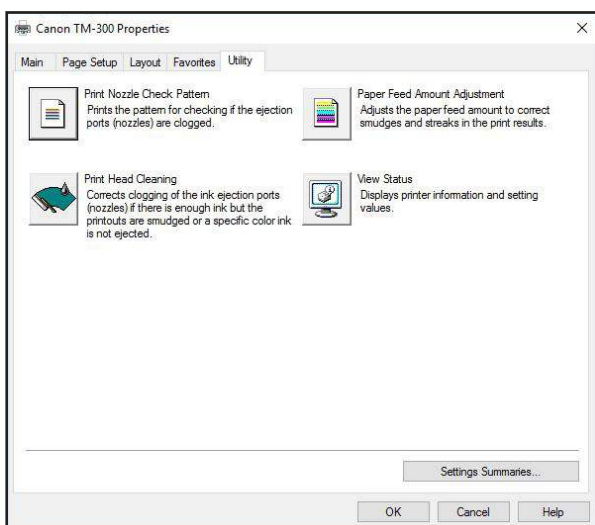 Canon TM-300 Properties
Main Page Setup Layout Favorites Utility
Print Nozzle Check Pattern
Prints the pattern for checking if the ejection
ports (nozzles) are clogged.
Paper Feed Amount Adjustment
Adjusts the paper feed amount to correct
smudges and streaks in the print results.
Print Head Cleaning
Corrects clogging of the ink ejection ports
(nozzles) if there is enough ink but the
printouts are smudged or a specific color ink
is not ejected.
View Status
Displays printer information and setting
values.
Settings Summaries...
OK Cancel Help